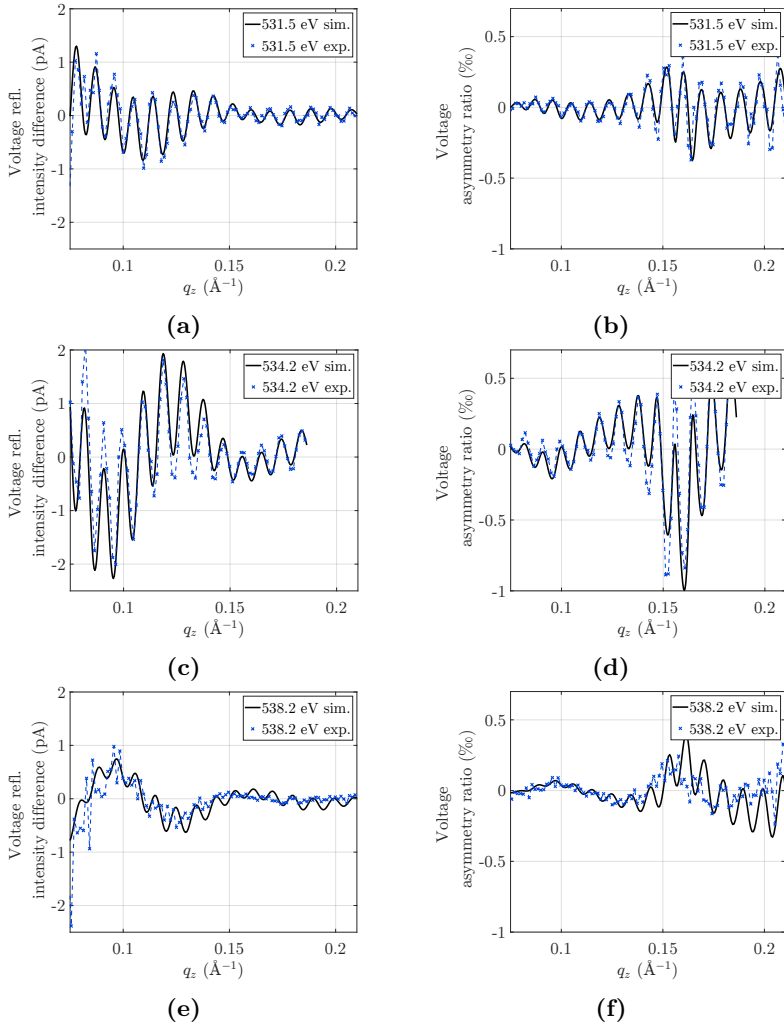 Voltage refl.
intensity difference (pA)
2
1
0
-1
-2
0.1
0.15
0.2
q_z (Å⁻¹)
531.5 eV sim.
531.5 eV exp.
(a)
Voltage
asymmetry ratio (‰)
0.5
0
-0.5
-1
0.1
0.15
0.2
q_z (Å⁻¹)
531.5 eV sim.
531.5 eV exp.
(b)
Voltage refl.
intensity difference (pA)
2
1
0
-1
-2
0.1
0.15
0.2
q_z (Å⁻¹)
534.2 eV sim.
534.2 eV exp.
(c)
Voltage
asymmetry ratio (‰)
0.5
0
-0.5
-1
0.1
0.15
0.2
q_z (Å⁻¹)
534.2 eV sim.
534.2 eV exp.
(d)
Voltage refl.
intensity difference (pA)
2
1
0
-1
-2
0.1
0.15
0.2
q_z (Å⁻¹)
538.2 eV sim.
538.2 eV exp.
(e)
Voltage
asymmetry ratio (‰)
0.5
0
-0.5
-1
0.1
0.15
0.2
q_z (Å⁻¹)
538.2 eV sim.
538.2 eV exp.
(f)